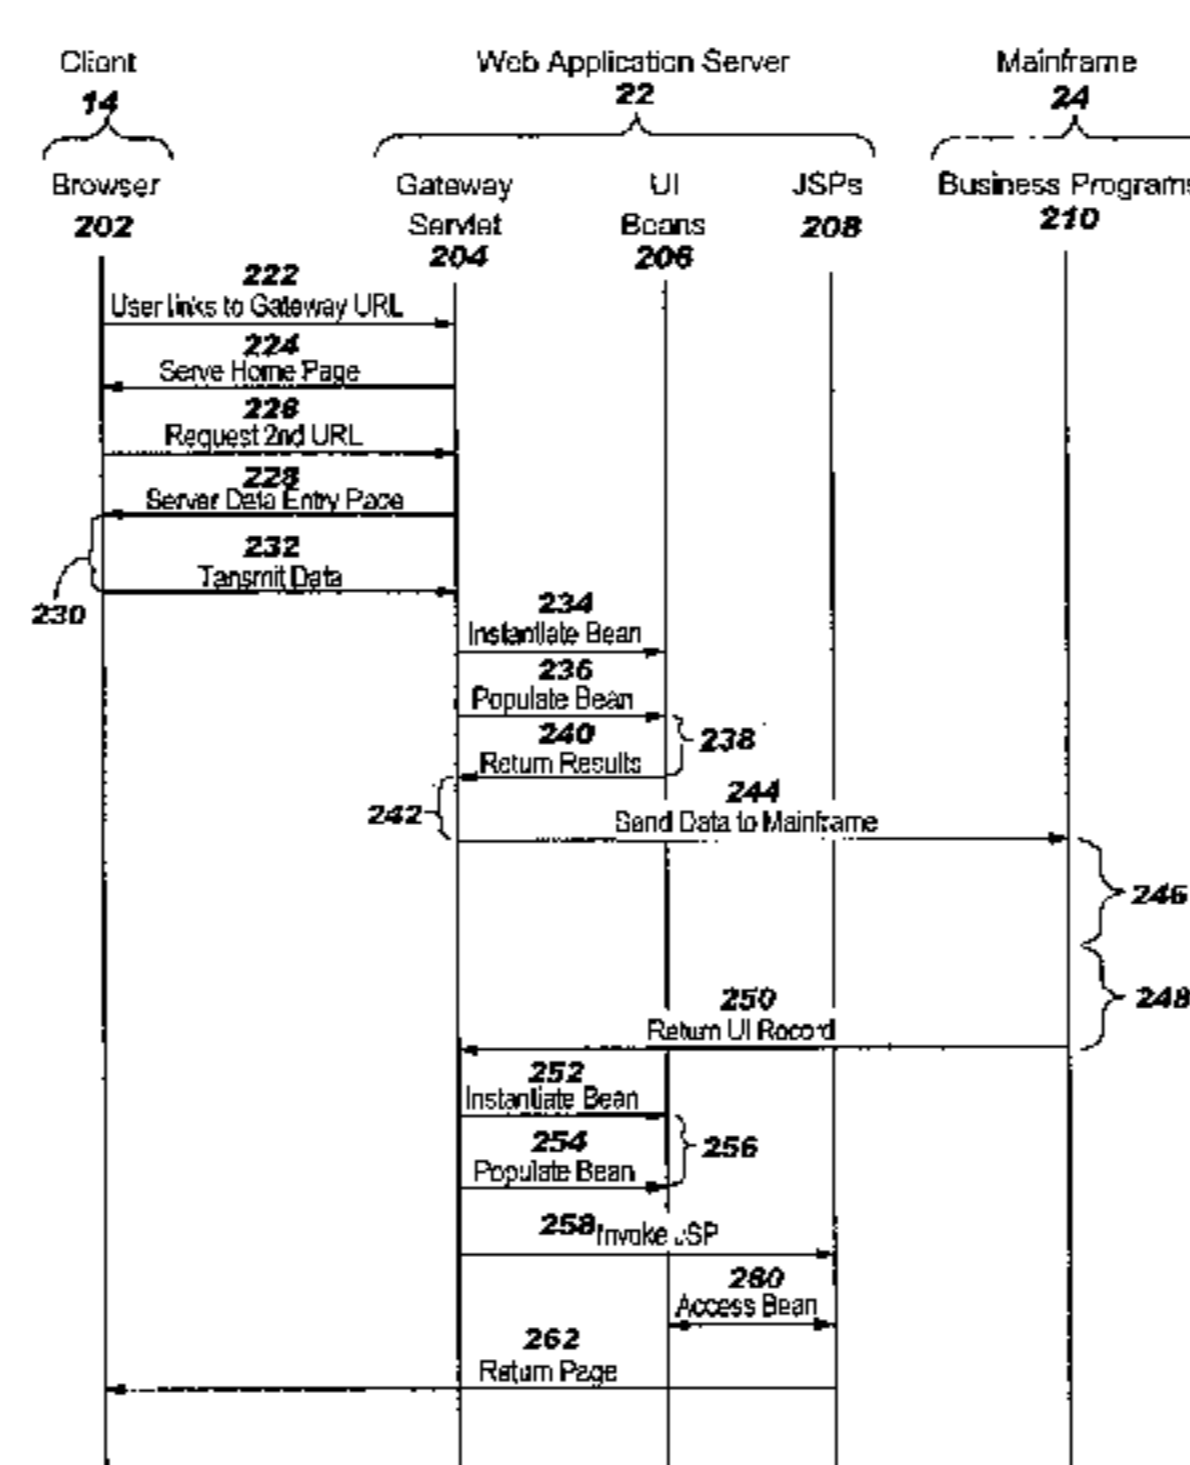 Client
Web Application Server
Mainframe
14
22
24
Browser
Gateway
UI
JSPs
Business Programs
202
Servlet
Beans
208
210
204
206
222
User links to Gateway URL
224
Serve Home Page
226
Request 2nd URL
228
Server Data Entry Page
232
Tansmit Data
230
234
Instantiate Bean
236
Populate Bean
240
238
Return Results
242
244
Send Data to Mainframe
246
248
250
Return UI Record
252
Instantiate Bean
254
256
Populate Bean
258 Invoke JSP
260
Access Bean
262
Return Page